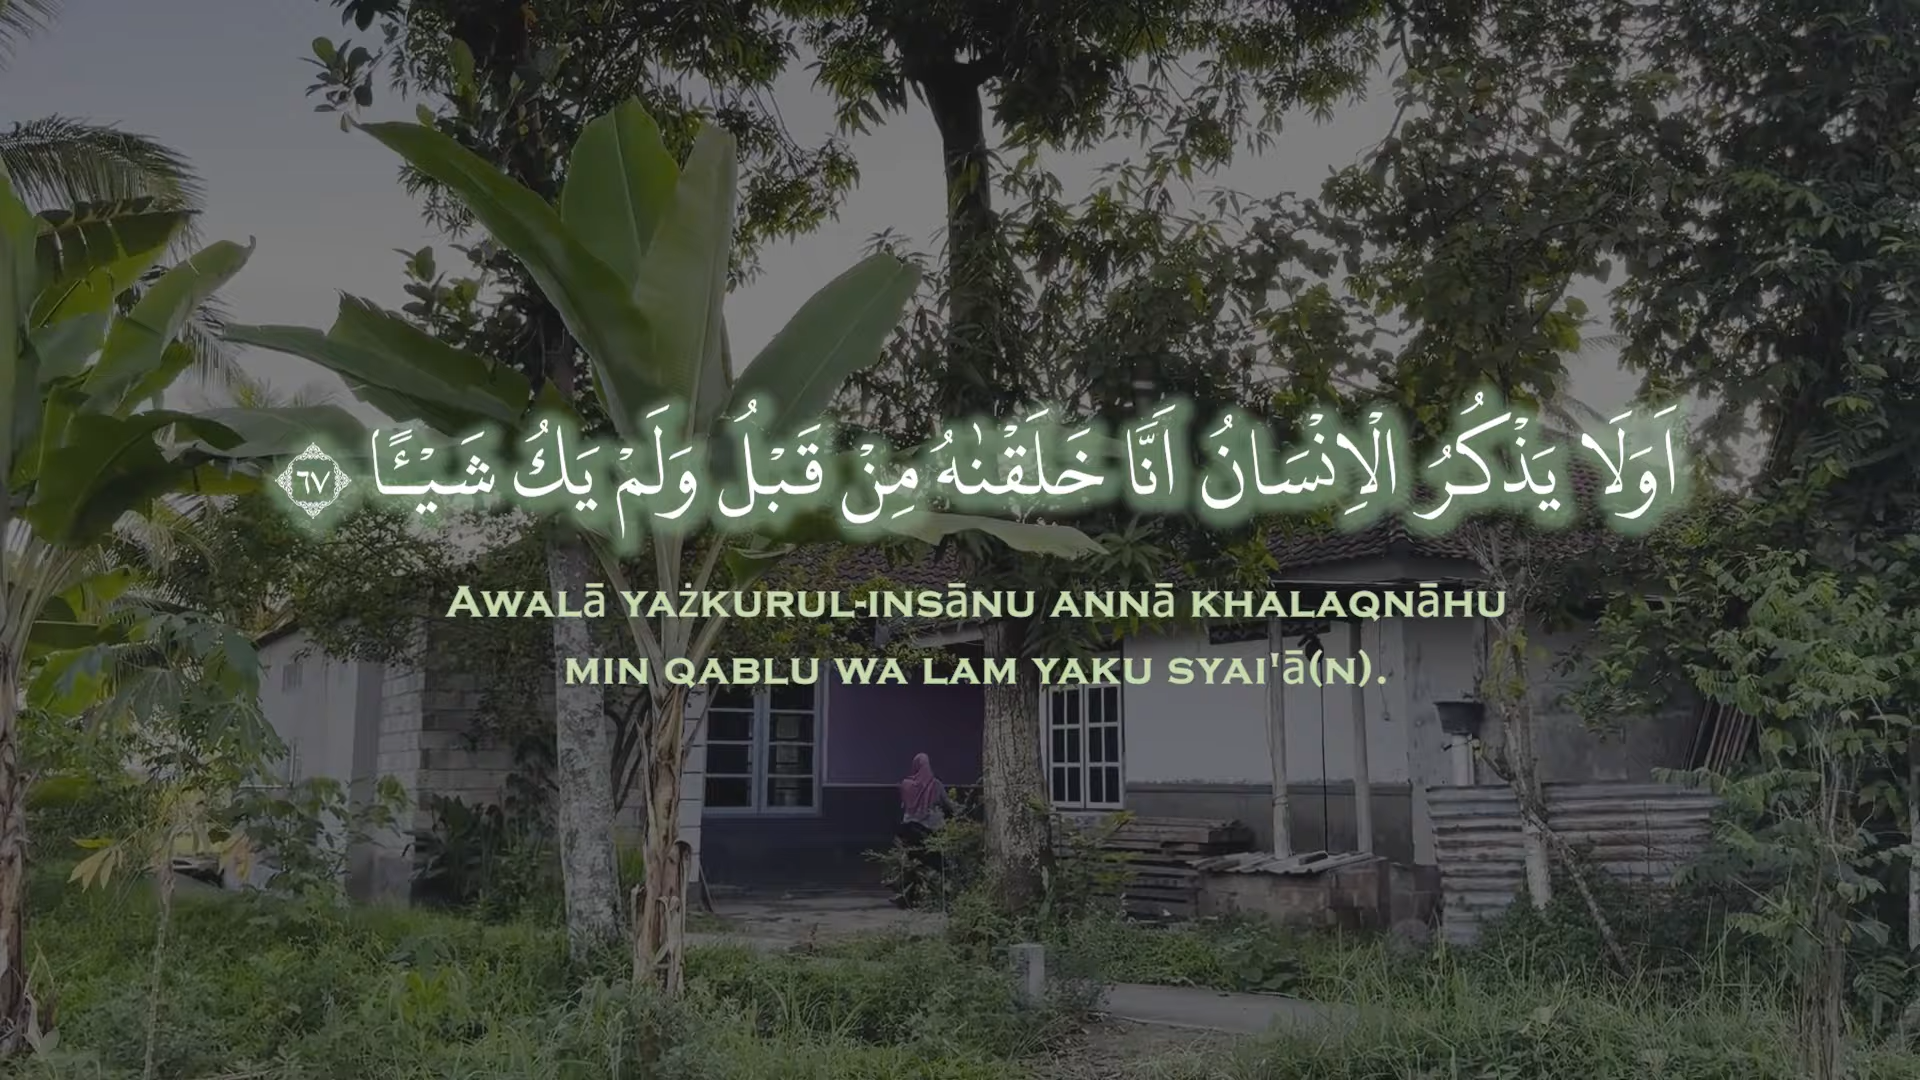 اَوَلَا يَذْكُرُ الْاِنْسَانُ اَنَّا خَلَقْنٰهُ مِنْ قَبْلُ وَلَمْ يَكُ شَيْـًٔا ٦٧
Awalā yażkurul-insānu annā khalaqnāhu
min qablu wa lam yaku syai'ā(n).